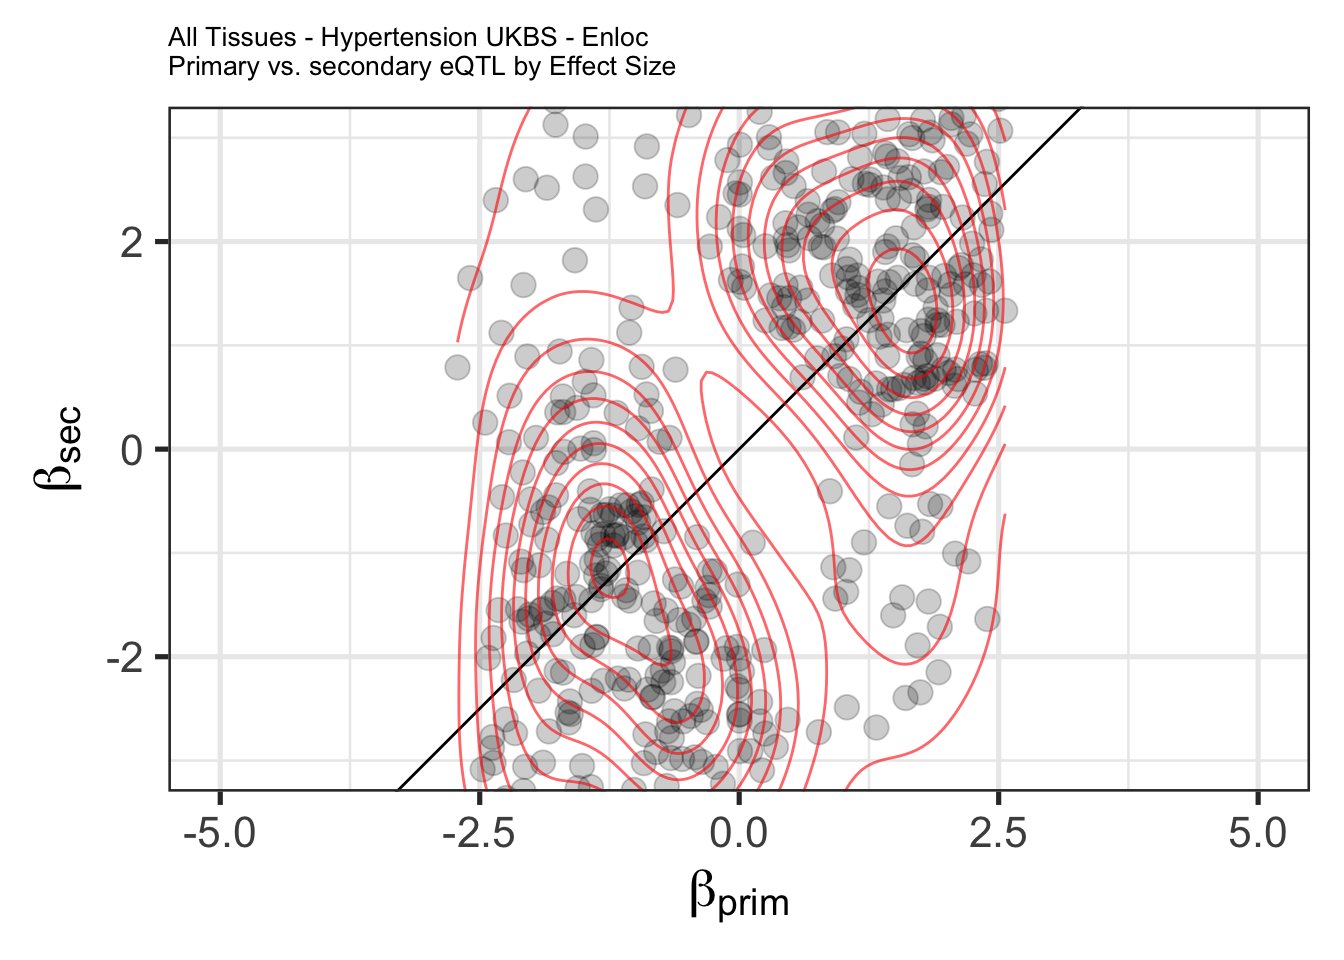 All Tissues - Hypertension UKBS - Enloc
Primary vs. secondary eQTL by Effect Size
βsec
2
0
-2
-5.0 -2.5 0.0 2.5 5.0
βprim